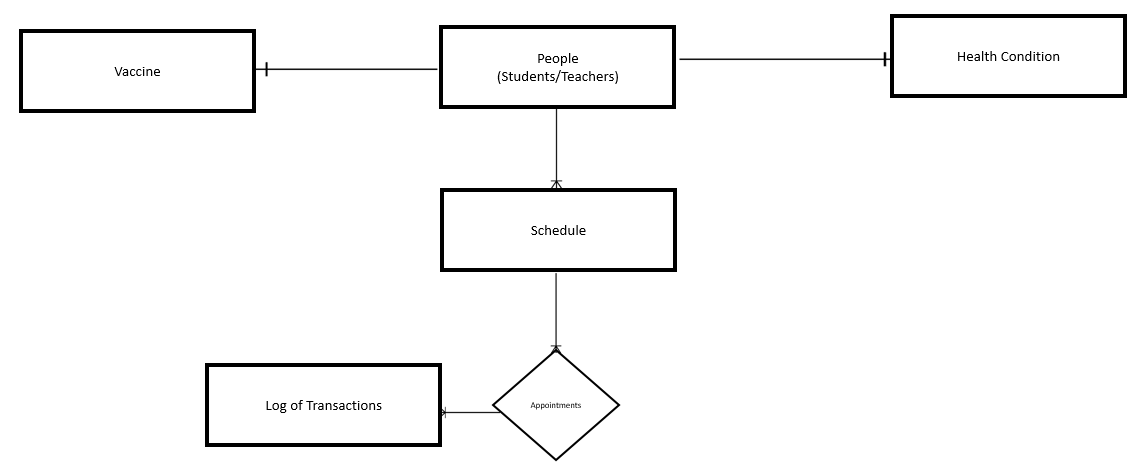 Vaccine
People
(Students/Teachers)
Health Condition
Schedule
Log of Transactions
Appointments